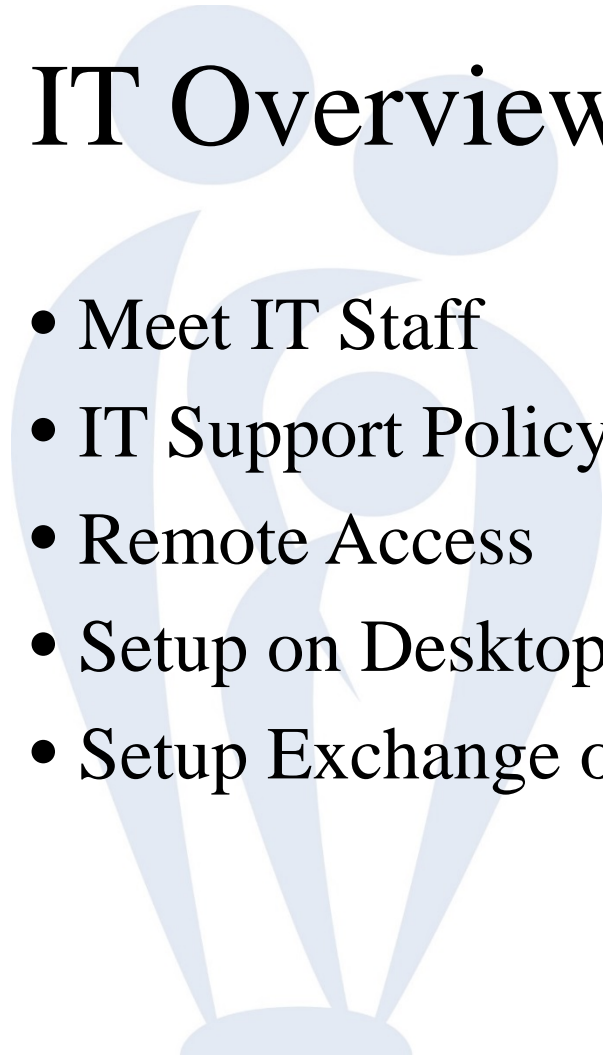 IT Overview
• Meet IT Staff
• IT Support Policy
• Remote Access
• Setup on Desktop
• Setup Exchange